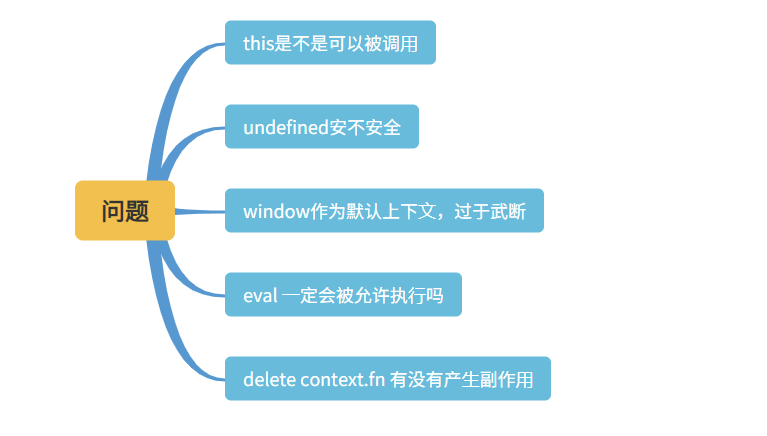 this是不是可以被调用
undefined安不安全
问题
window作为默认上下文，过于武断
eval 一定会被允许执行吗
delete context.fn 有没有产生副作用